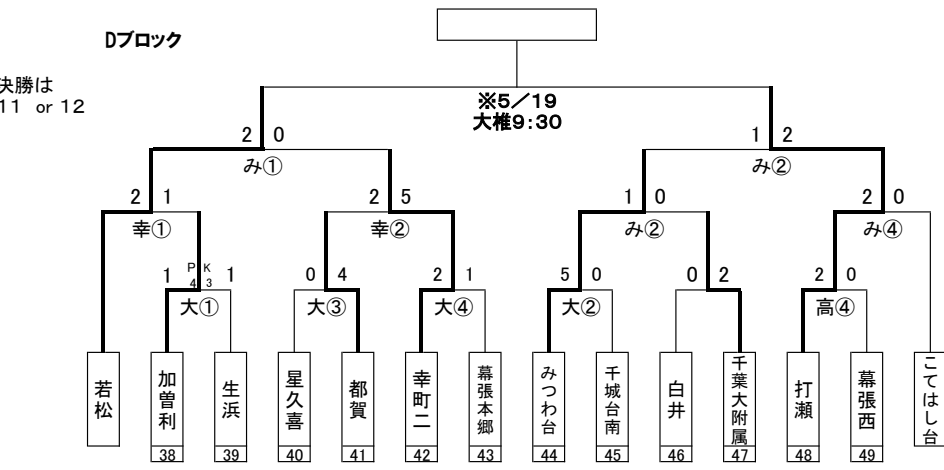 Dブロック
決勝は
11 or 12
※5／19
大椎9：30
2 0
み①
1 2
み②
2 1
幸①
2 5
幸②
1 0
み②
2 0
み④
1 PK 4 3 1
大①
0 4
大③
2 1
大④
5 0
大②
0 2
2 0
高④
若松
加曽利
生浜
星久喜
都賀
幸町二
幕張本郷
みつわ台
千城台南
白井
千葉大附属
打瀬
幕張西
こてはし台
38 39 40 41 42 43 44 45 46 47 48 49